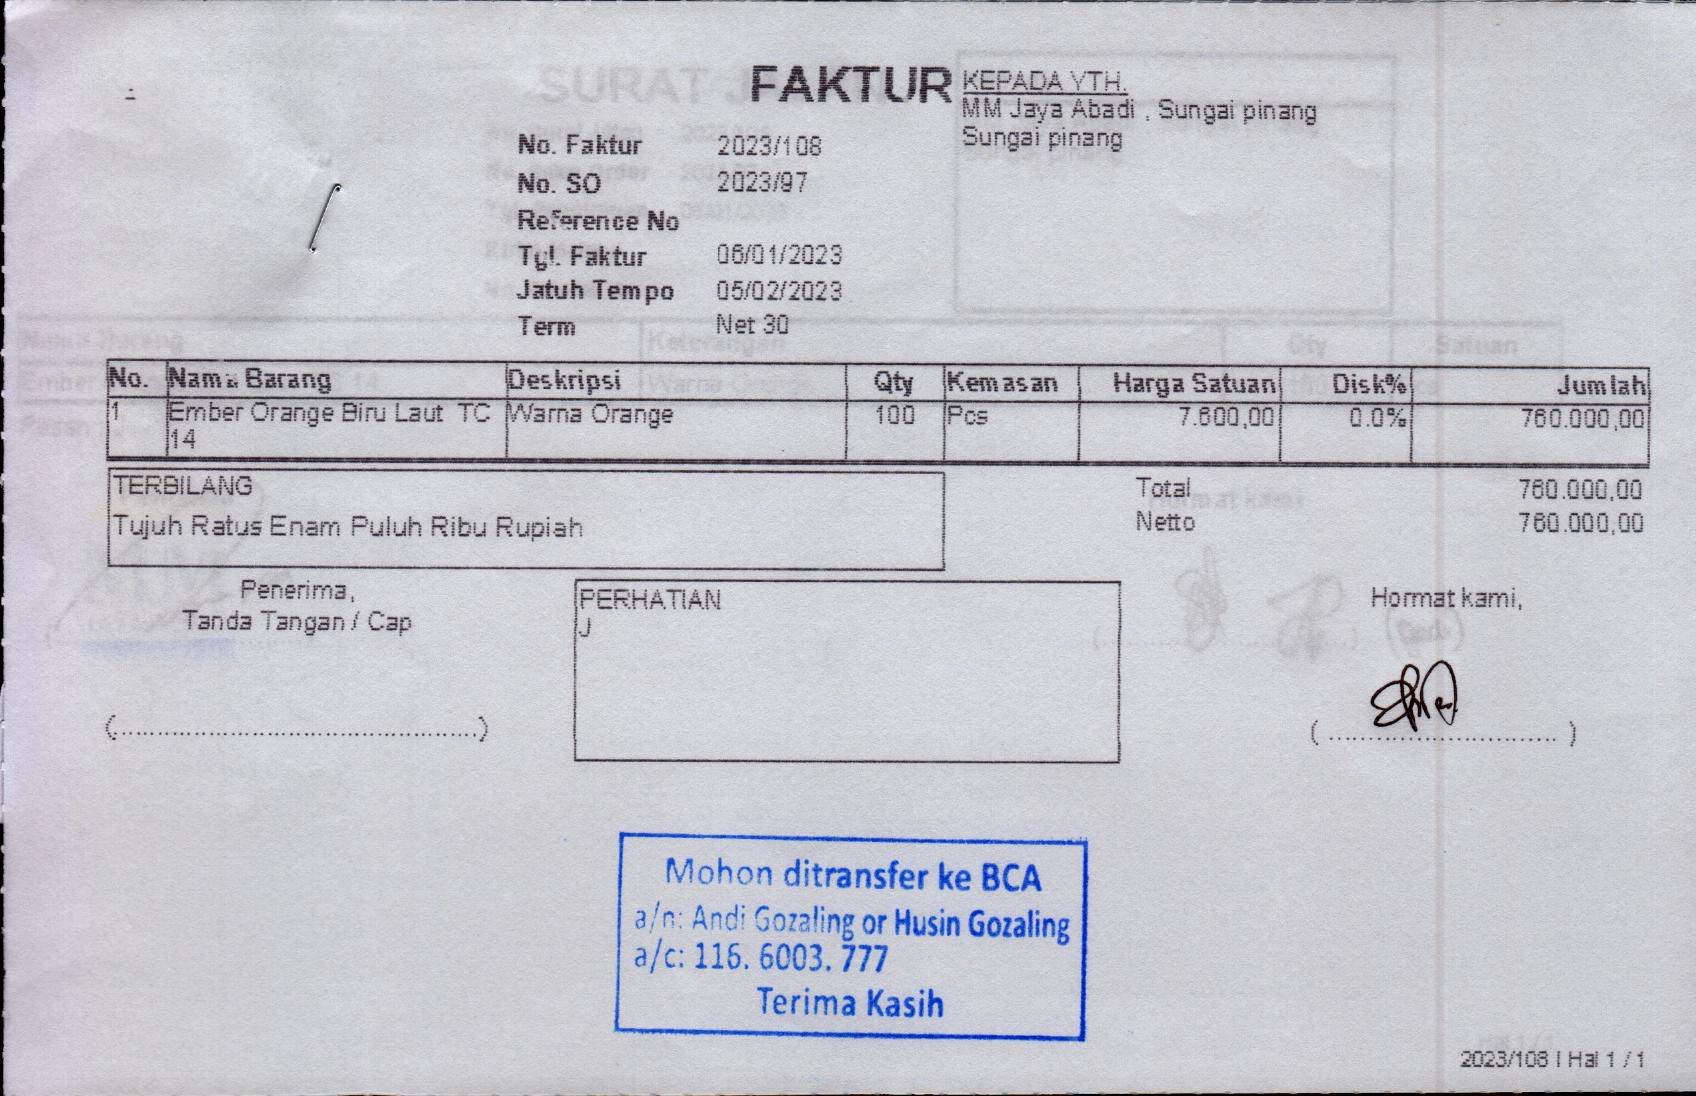 FAKTUR
KEPADA YTH.
MM Jaya Abadi , Sungai pinang
Sungai pinang
No. Faktur 2023/108
No. SO 2023/97
Reference No
Tgl. Faktur 06/01/2023
Jatuh Tempo 05/02/2023
Term Net 30
No. Nama Barang Deskripsi Qty Kemasan Harga Satuan Disk% Jumlah
1 Ember Orange Biru Laut TC Warna Orange 100 Pcs 7.600,00 0.0% 760.000,00
14
TERBILANG
Tujuh Ratus Enam Puluh Ribu Rupiah
Total 760.000,00
Netto 760.000,00
Penerima,
Tanda Tangan / Cap
PERHATIAN
J
Hormat kami,
(................................................)
(..............................)
Mohon ditransfer ke BCA
a/n: Andi Gozaling or Husin Gozaling
a/c: 116. 6003. 777
Terima Kasih
2023/108 | Hal 1 / 1